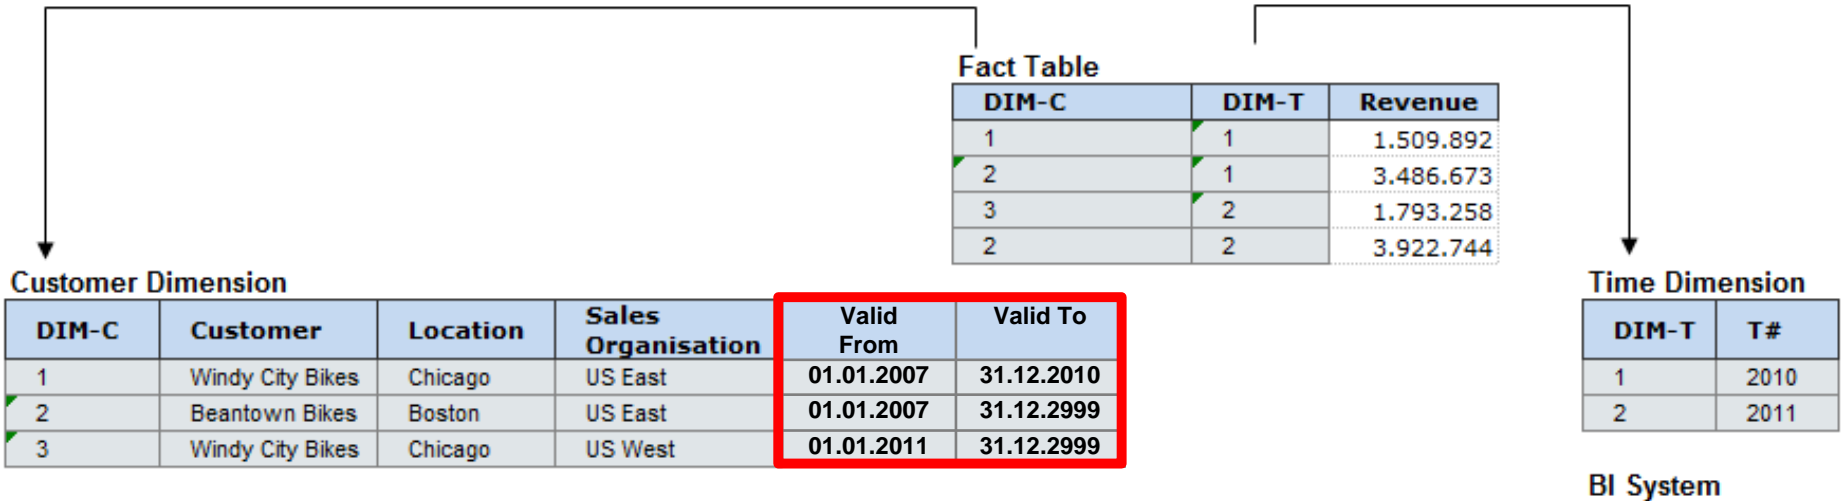 Fact Table
DIM-C DIM-T Revenue
1 1 1.509.892
2 1 3.486.673
3 2 1.793.258
2 2 3.922.744
Customer Dimension
DIM-C Customer Location Sales Organisation Valid From Valid To
1 Windy City Bikes Chicago US East 01.01.2007 31.12.2010
2 Beantown Bikes Boston US East 01.01.2007 31.12.2999
3 Windy City Bikes Chicago US West 01.01.2011 31.12.2999
Time Dimension
DIM-T T#
1 2010
2 2011
BI System